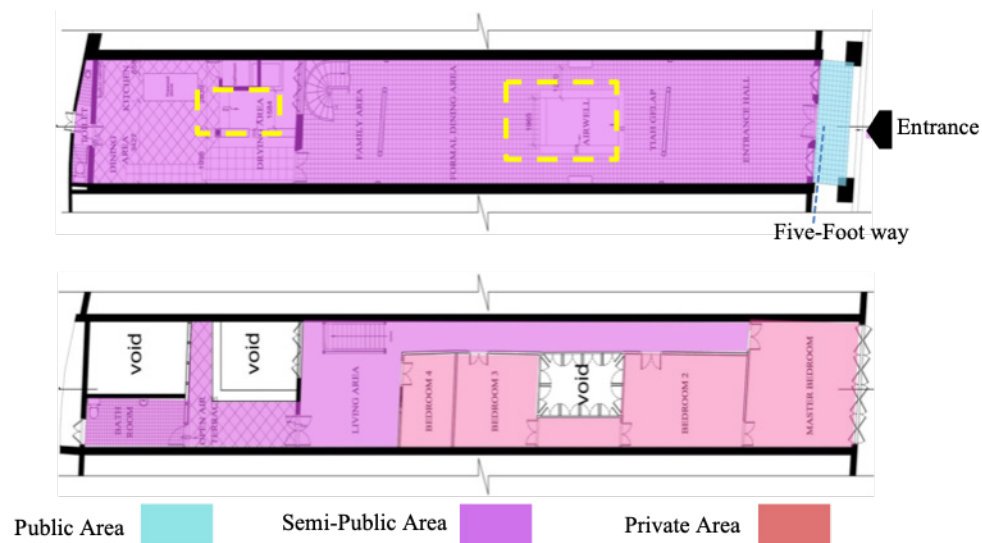 TOILET
KITCHEN
DINING
AREA
DRYING AREA
FAMILY AREA
FORMAL DINING AREA
AIRWELL
TIAH GELAP
ENTRANCE HALL
Entrance
Five-Foot way
void
void
BATH
ROOM
OPEN AIR
TERRACE
LIVING AREA
BEDROOM 4
BEDROOM 3
void
BEDROOM 2
MASTER BEDROOM
Public Area
Semi-Public Area
Private Area